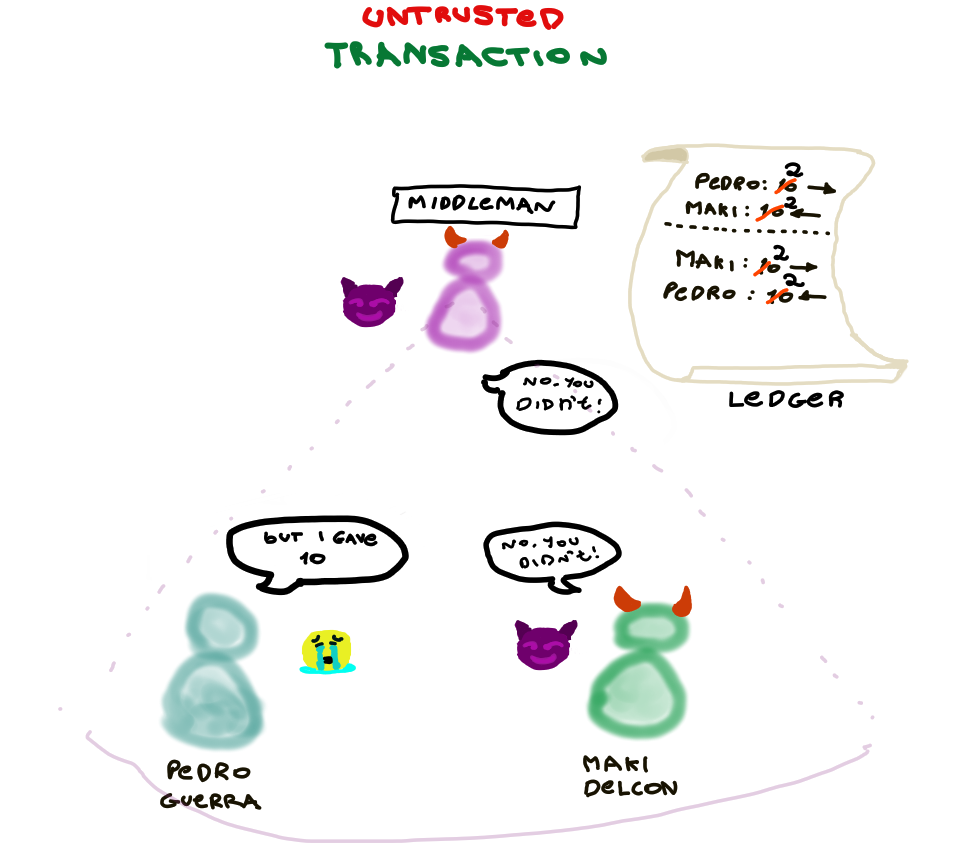 UNTRUSTED
TRANSACTION
MIDDLEMAN
PEDRO: 10 2 →
MAKI: 10 2 ←
MAKI: 10 2 →
PEDRO: 10 2 ←
LEDGER
NO, YOU
DIDN't!
BUT I GAVE
10
NO, YOU
DIDN't!
PEDRO
GUERRA
MAKI
DELCON